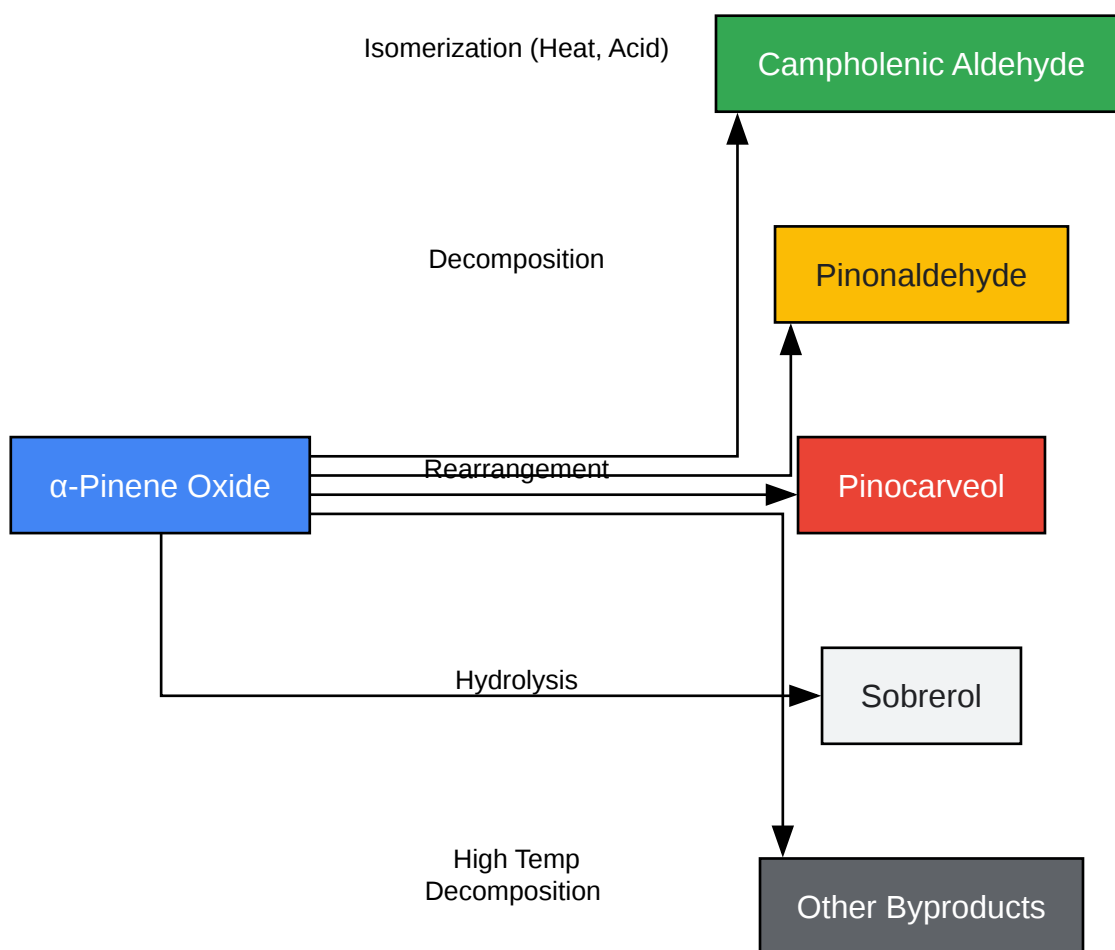 Isomerization (Heat, Acid)
Campholenic Aldehyde
Decomposition
Pinonaldehyde
α-Pinene Oxide
Rearrangement
Pinocarveol
Hydrolysis
Sobrerol
High Temp
Decomposition
Other Byproducts